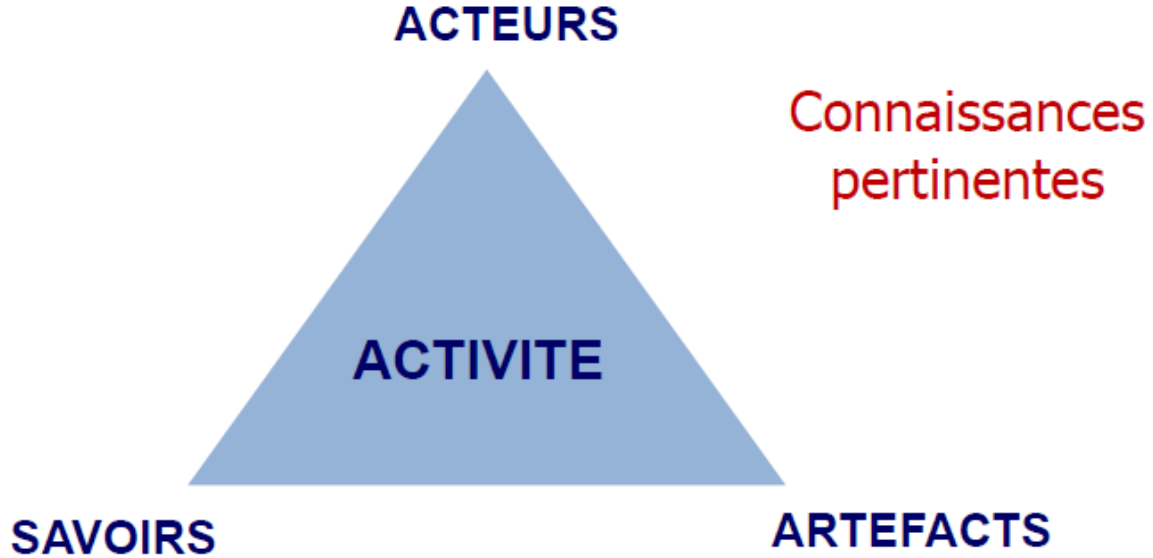 ACTEURS
Connaissances
pertinentes
ACTIVITE
SAVOIRS
ARTEFACTS